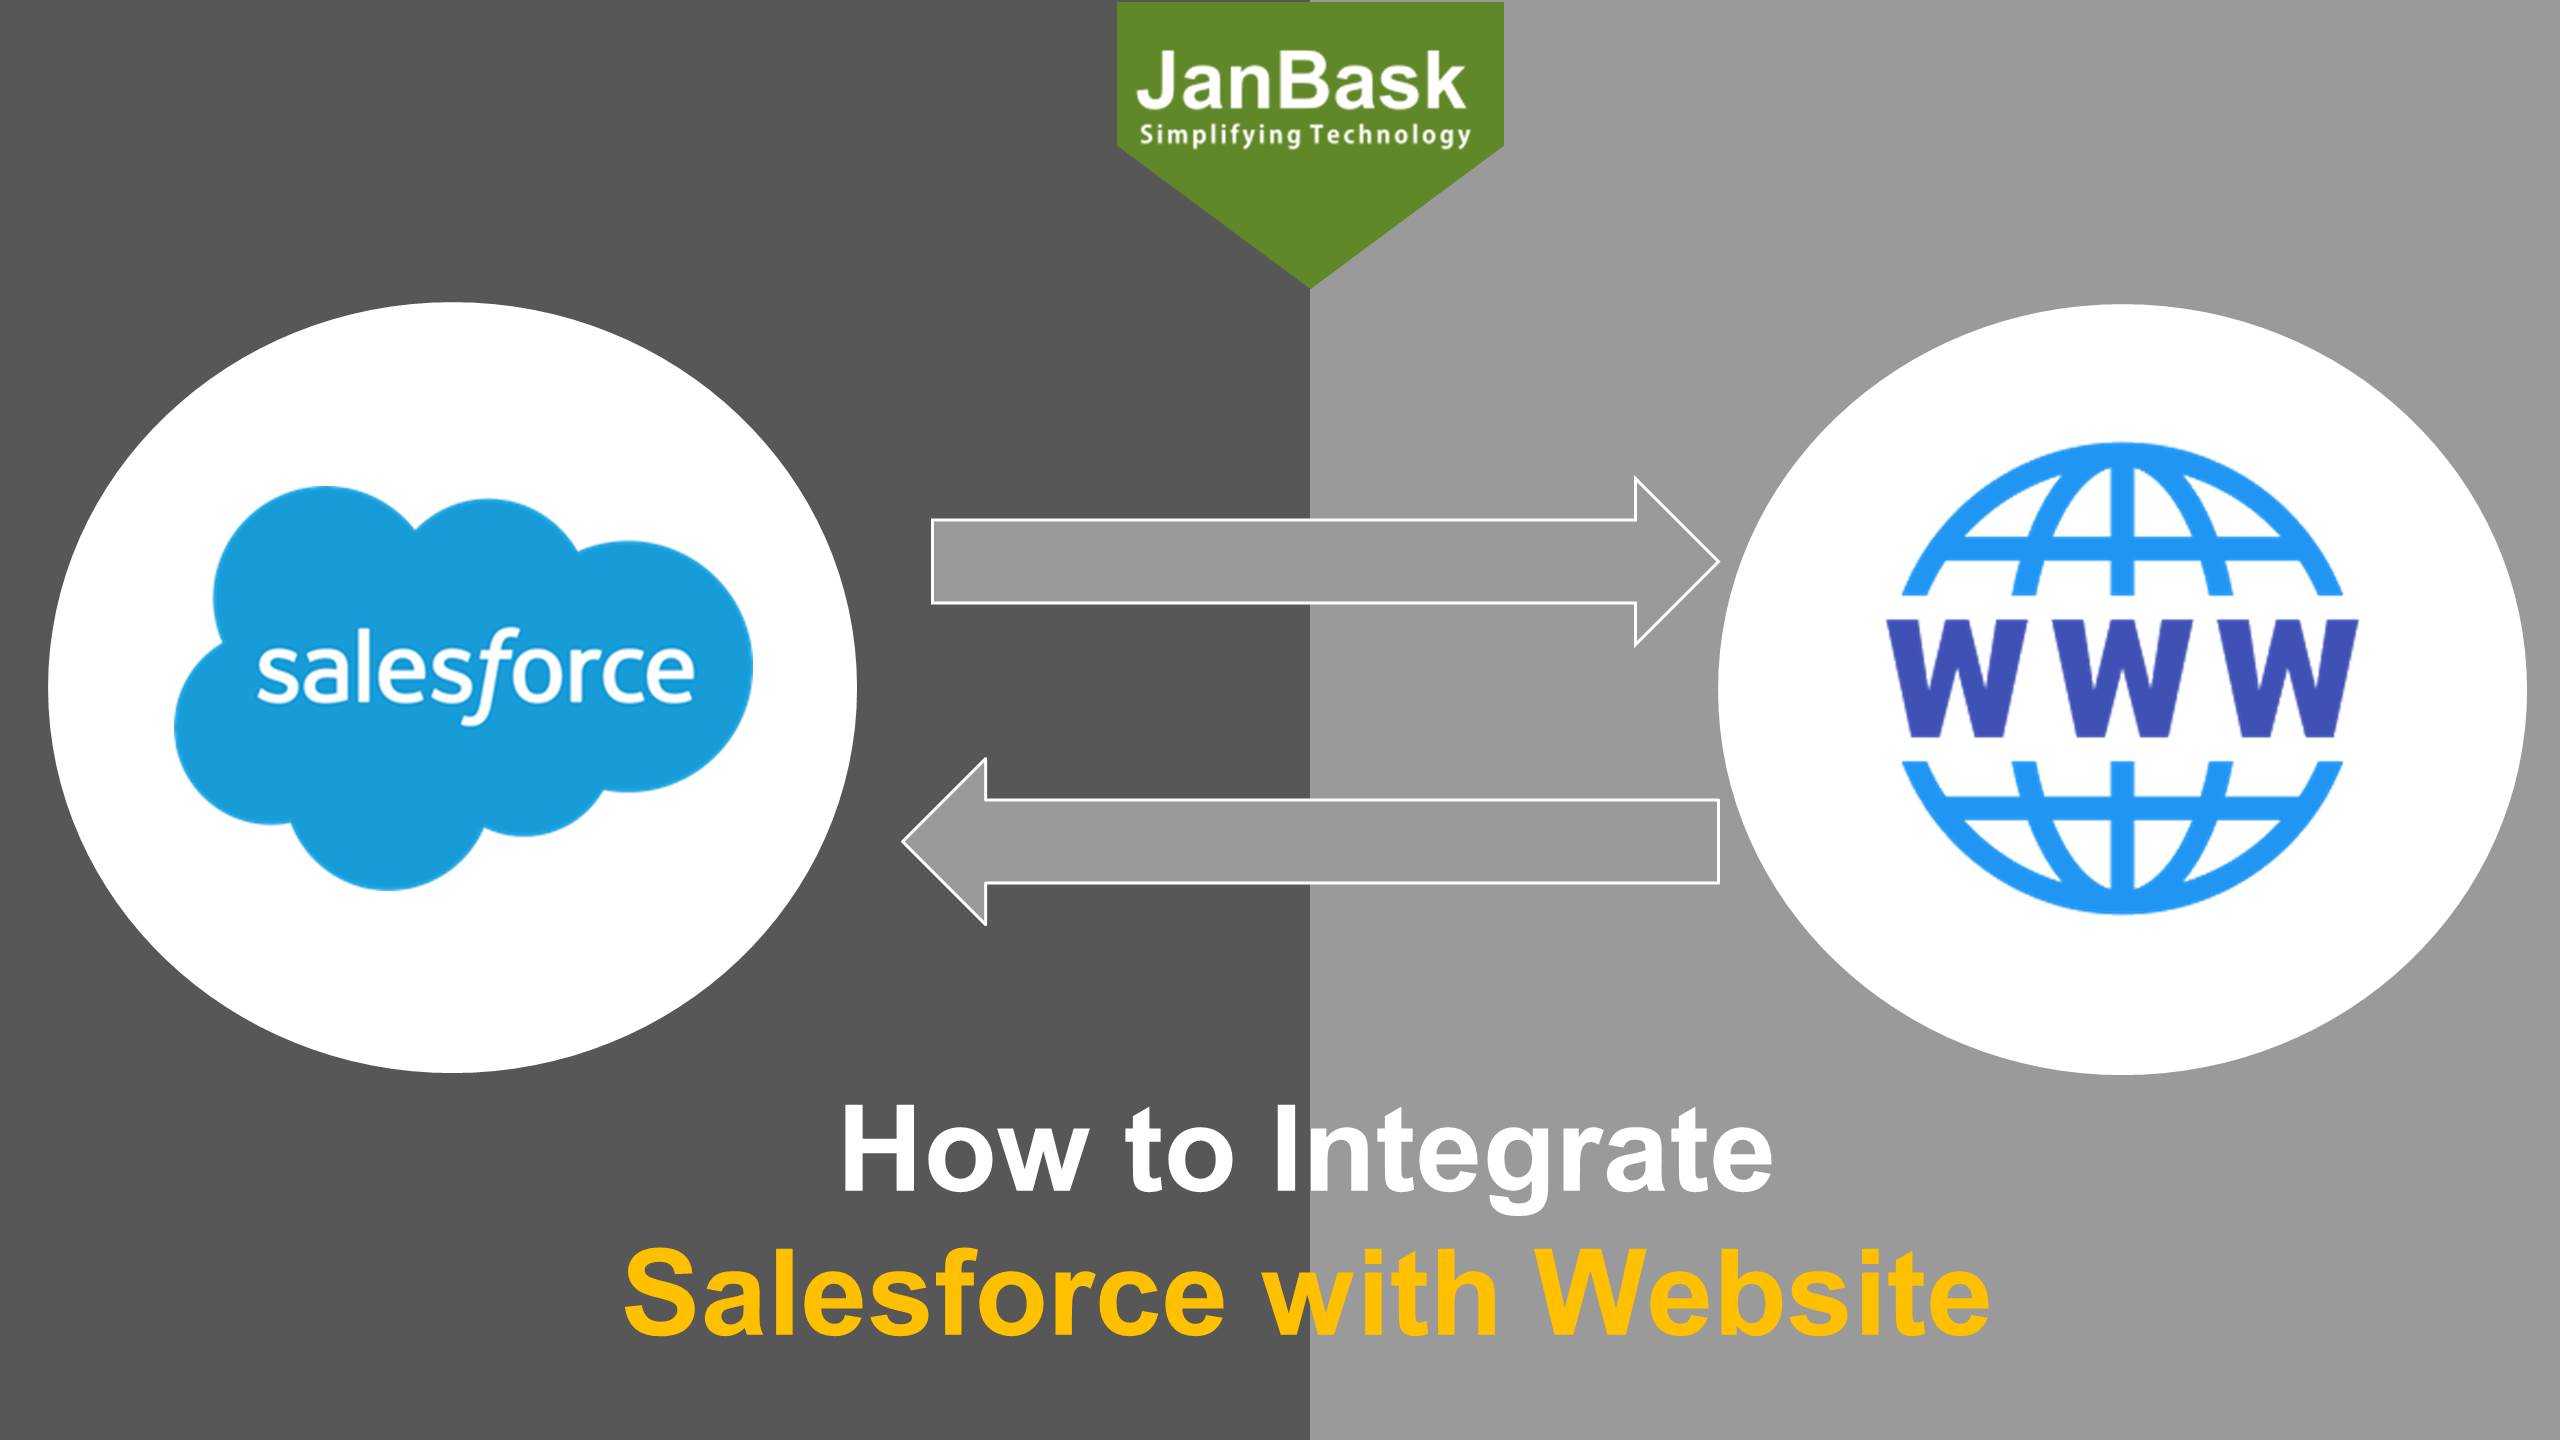 JanBask
Simplifying Technology
salesforce
WWW
How to Integrate
Salesforce with Website